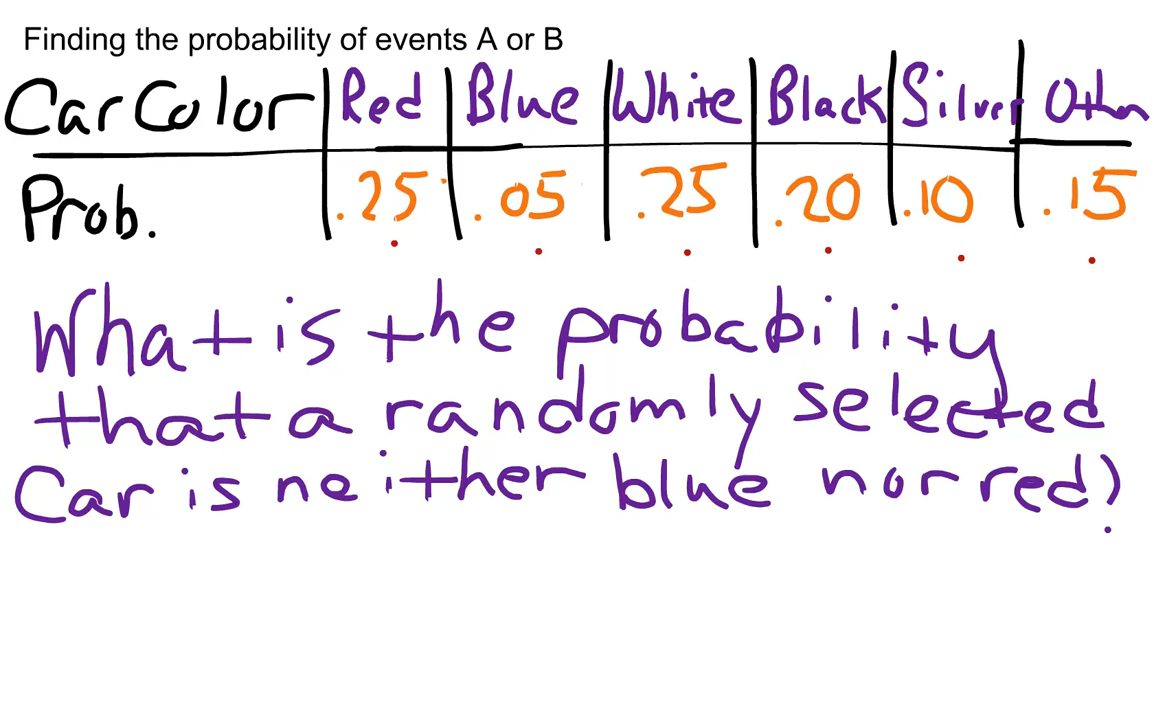 Finding the probability of events A or B
Car Color Red Blue White Black Silver Other
Prob. .25 .05 .25 .20 .10 .15
What is the probability
that a randomly selected
Car is neither blue nor red?